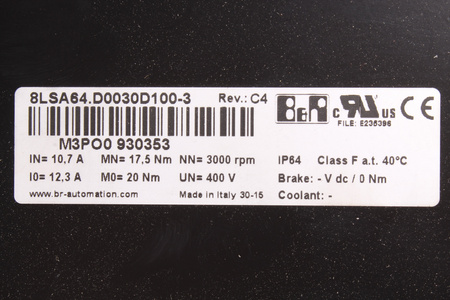 8LSA64.D0030D100-3 Rev.: C4
B&R c RU US CE
FILE: E235396
M3PO0 930353
IN= 10,7 A MN= 17,5 Nm NN= 3000 rpm IP64 Class F a.t. 40°C
I0= 12,3 A M0= 20 Nm UN= 400 V Brake: - V dc / 0 Nm
www.br-automation.com Made in Italy 30-15 Coolant: -